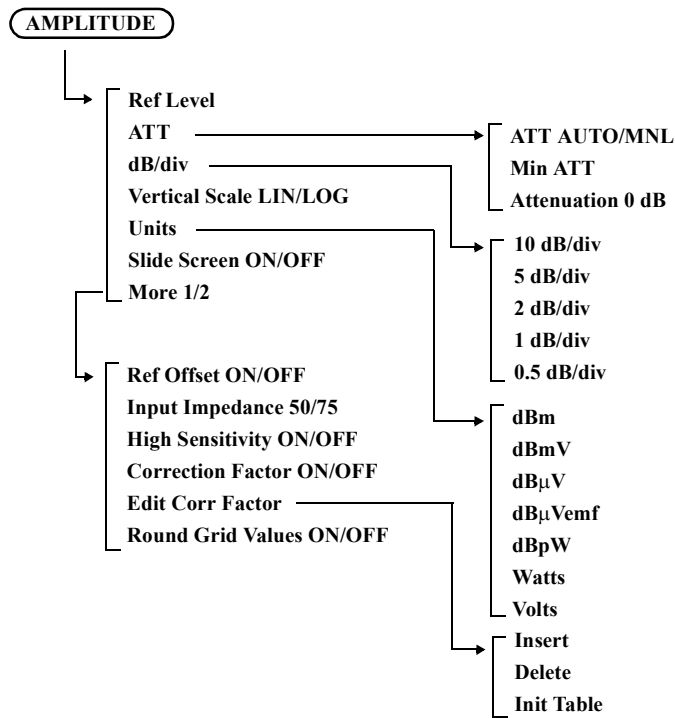 AMPLITUDE
Ref Level
ATT
dB/div
Vertical Scale LIN/LOG
Units
Slide Screen ON/OFF
More 1/2
Ref Offset ON/OFF
Input Impedance 50/75
High Sensitivity ON/OFF
Correction Factor ON/OFF
Edit Corr Factor
Round Grid Values ON/OFF
ATT AUTO/MNL
Min ATT
Attenuation 0 dB
10 dB/div
5 dB/div
2 dB/div
1 dB/div
0.5 dB/div
dBm
dBmV
dBμV
dBμVemf
dBpW
Watts
Volts
Insert
Delete
Init Table